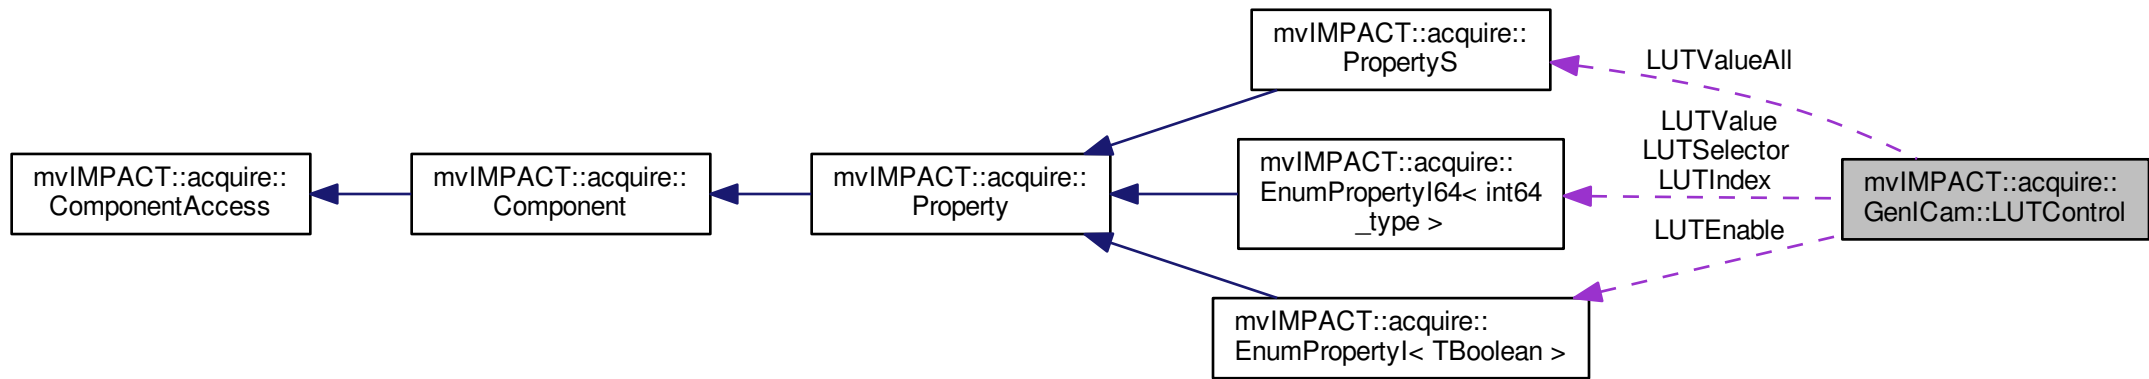 mvIMPACT::acquire::
ComponentAccess
mvIMPACT::acquire::
Component
mvIMPACT::acquire::
Property
mvIMPACT::acquire::
PropertyS
mvIMPACT::acquire::
EnumPropertyI64< int64
_type >
mvIMPACT::acquire::
EnumPropertyI< TBoolean >
LUTValueAll
LUTValue
LUTSelector
LUTIndex
LUTEnable
mvIMPACT::acquire::
GenICam::LUTControl